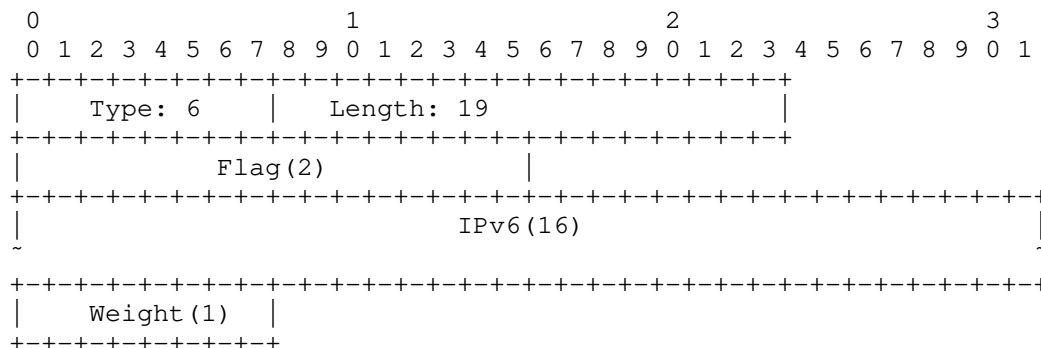 0                   1                   2                   3
 0 1 2 3 4 5 6 7 8 9 0 1 2 3 4 5 6 7 8 9 0 1 2 3 4 5 6 7 8 9 0 1
+-+-+-+-+-+-+-+-+-+-+-+-+-+-+-+-+-+-+-+-+-+-+-+-+
|    Type: 6    |   Length: 19                  |
+-+-+-+-+-+-+-+-+-+-+-+-+-+-+-+-+-+-+-+-+-+-+-+-+
|            Flag(2)            |
+-+-+-+-+-+-+-+-+-+-+-+-+-+-+-+-+-+-+-+-+-+-+-+-+-+-+-+-+-+-+-+-+
|                           IPv6(16)                            |
~                                                               ~
+-+-+-+-+-+-+-+-+-+-+-+-+-+-+-+-+-+-+-+-+-+-+-+-+-+-+-+-+-+-+-+-+
|    Weight(1)  |
+-+-+-+-+-+-+-+-+